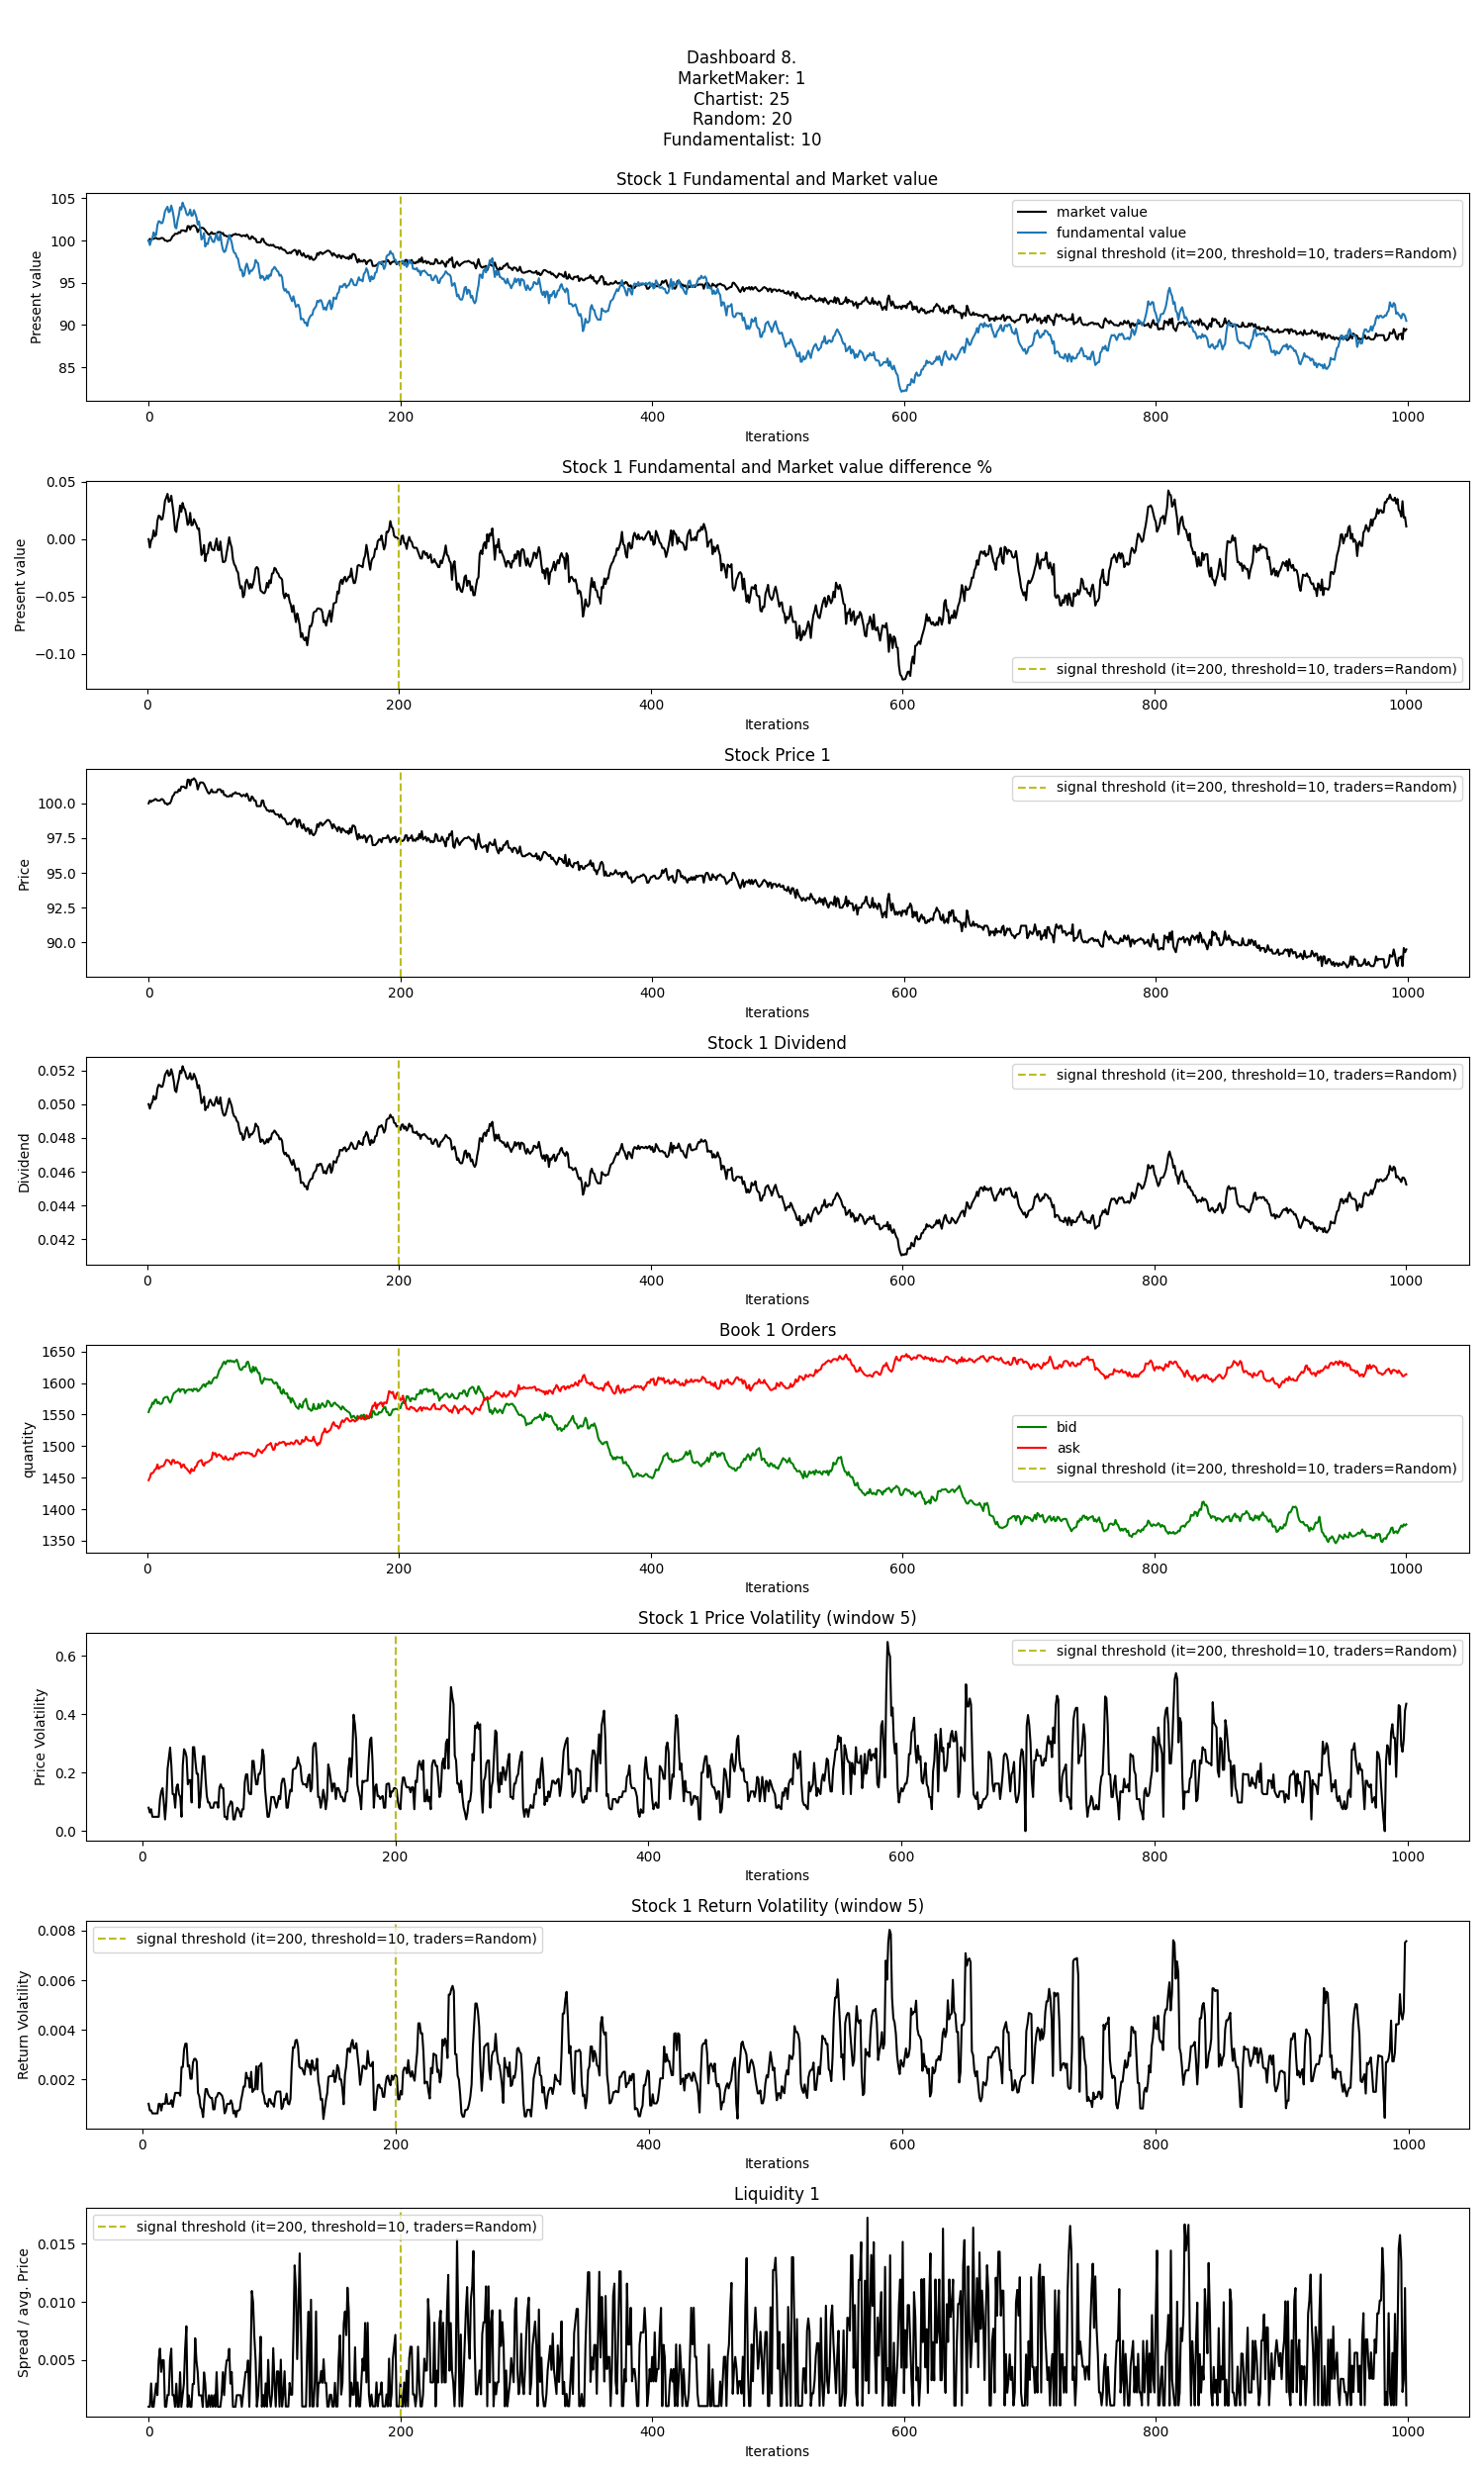 Dashboard 8.
MarketMaker: 1
Chartist: 25
Random: 20
Fundamentalist: 10
Stock 1 Fundamental and Market value
105
100
95
90
85
Present value
market value
fundamental value
signal threshold (it=200, threshold=10, traders=Random)
0 200 400 600 800 1000
Iterations
Stock 1 Fundamental and Market value difference %
0.05
0.00
−0.05
−0.10
Present value
signal threshold (it=200, threshold=10, traders=Random)
0 200 400 600 800 1000
Iterations
Stock Price 1
100.0
97.5
95.0
92.5
90.0
Price
signal threshold (it=200, threshold=10, traders=Random)
0 200 400 600 800 1000
Iterations
Stock 1 Dividend
0.052
0.050
0.048
0.046
0.044
0.042
Dividend
signal threshold (it=200, threshold=10, traders=Random)
0 200 400 600 800 1000
Iterations
Book 1 Orders
1650
1600
1550
1500
1450
1400
1350
quantity
bid
ask
signal threshold (it=200, threshold=10, traders=Random)
0 200 400 600 800 1000
Iterations
Stock 1 Price Volatility (window 5)
0.6
0.4
0.2
0.0
Price Volatility
signal threshold (it=200, threshold=10, traders=Random)
0 200 400 600 800 1000
Iterations
Stock 1 Return Volatility (window 5)
0.008
0.006
0.004
0.002
Return Volatility
signal threshold (it=200, threshold=10, traders=Random)
0 200 400 600 800 1000
Iterations
Liquidity 1
0.015
0.010
0.005
Spread / avg. Price
signal threshold (it=200, threshold=10, traders=Random)
0 200 400 600 800 1000
Iterations